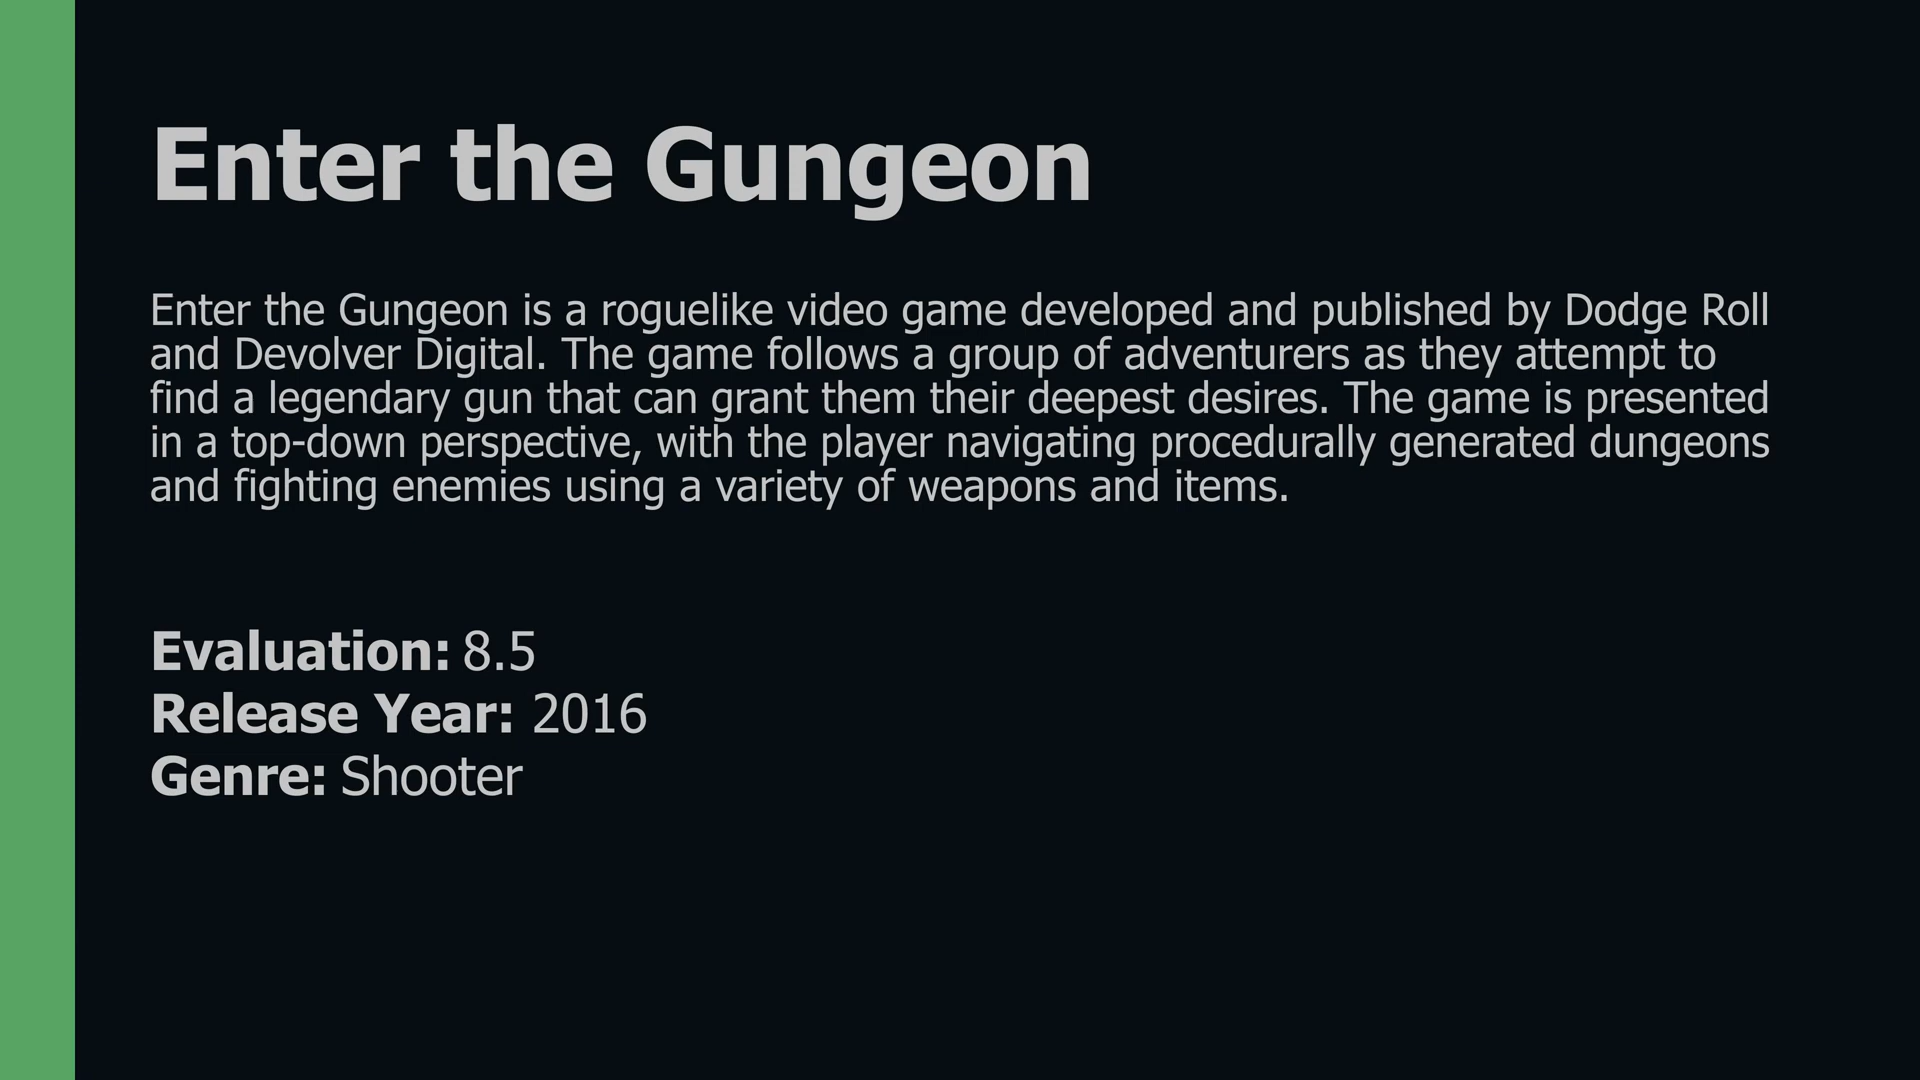 Enter the Gungeon
Enter the Gungeon is a roguelike video game developed and published by Dodge Roll
and Devolver Digital. The game follows a group of adventurers as they attempt to
find a legendary gun that can grant them their deepest desires. The game is presented
in a top-down perspective, with the player navigating procedurally generated dungeons
and fighting enemies using a variety of weapons and items.
Evaluation: 8.5
Release Year: 2016
Genre: Shooter